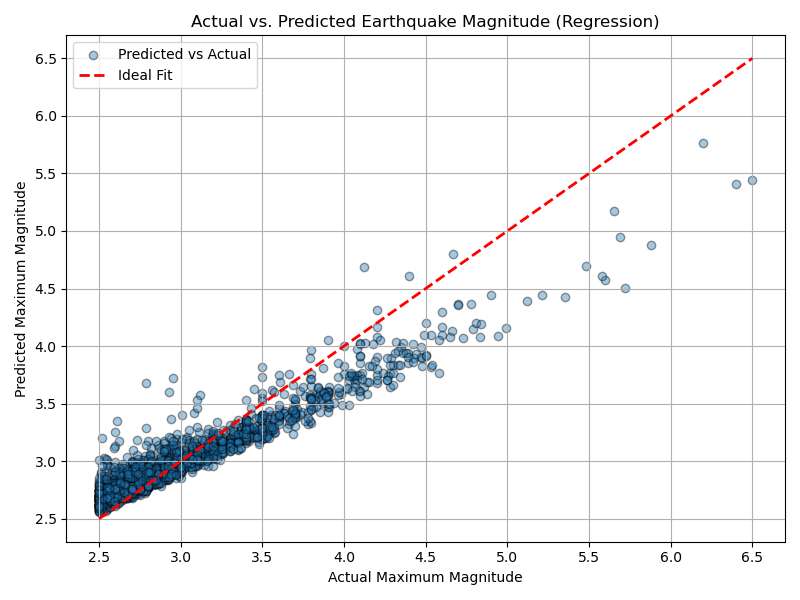 Actual vs. Predicted Earthquake Magnitude (Regression)
Predicted vs Actual
Ideal Fit
Predicted Maximum Magnitude
6.5
6.0
5.5
5.0
4.5
4.0
3.5
3.0
2.5
2.5 3.0 3.5 4.0 4.5 5.0 5.5 6.0 6.5
Actual Maximum Magnitude